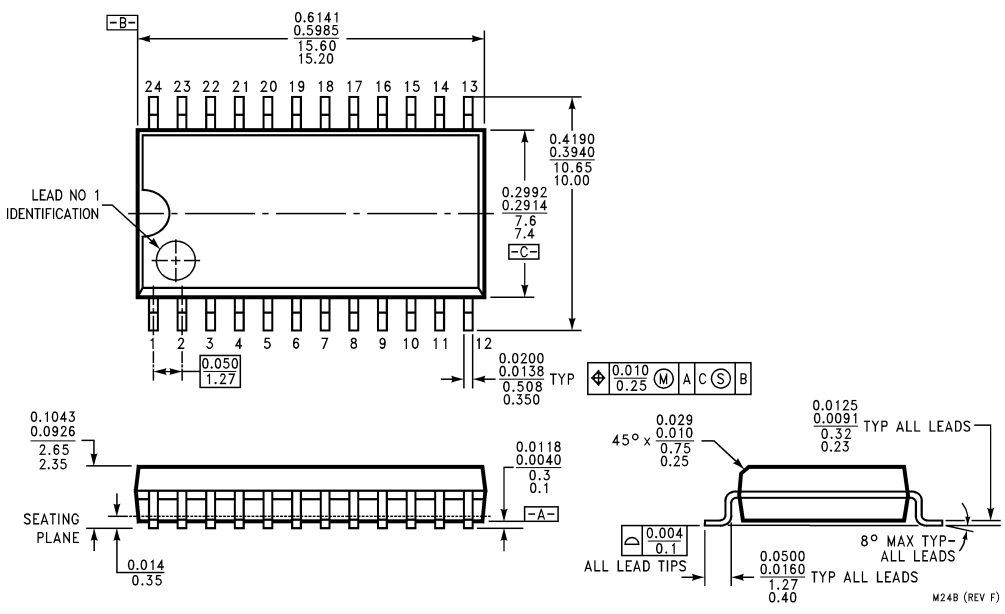 -B-
0.6141
0.5985
15.60
15.20
24 23 22 21 20 19 18 17 16 15 14 13
0.4190
0.3940
10.65
10.00
LEAD NO 1
IDENTIFICATION
0.2992
0.2914
7.6
7.4
-C-
1 2 3 4 5 6 7 8 9 10 11 12
0.050
1.27
0.0200
0.0138
0.508
0.350
TYP
0.010
0.25
M A C S B
0.1043
0.0926
2.65
2.35
0.0118
0.0040
0.3
0.1
-A-
SEATING
PLANE
0.014
0.35
45° x
0.029
0.010
0.75
0.25
0.0125
0.0091
0.32
0.23
TYP ALL LEADS
0.004
0.1
ALL LEAD TIPS
8° MAX TYP-
ALL LEADS
0.0500
0.0160
1.27
0.40
TYP ALL LEADS
M24B (REV F)